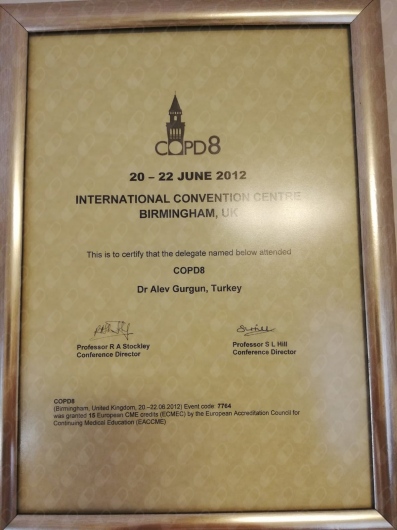 COPD8
20 – 22 JUNE 2012
INTERNATIONAL CONVENTION CENTRE
BIRMINGHAM, UK
This is to certify that the delegate named below attended
COPD8
Dr Alev Gurgun, Turkey
Professor R A Stockley
Conference Director
Professor S L Hill
Conference Director
COPD8
(Birmingham, United Kingdom, 20 –22.06.2012) Event code: 7764
was granted 15 European CME credits (ECMEC) by the European Accreditation Council for
Continuing Medical Education (EACCME)